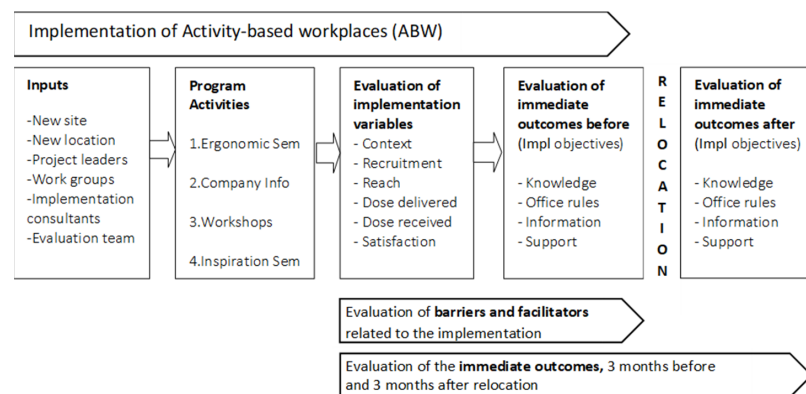 Implementation of Activity-based workplaces (ABW)
Inputs
-New site
-New location
-Project leaders
-Work groups
-Implementation
consultants
-Evaluation team
Program
Activities
1.Ergonomic Sem
2.Company Info
3.Workshops
4.Inspiration Sem
Evaluation of
implementation
variables
- Context
- Recruitment
- Reach
- Dose delivered
- Dose received
- Satisfaction
Evaluation of
immediate
outcomes before
(Impl objectives)
- Knowledge
- Office rules
- Information
- Support
R
E
L
O
C
A
T
I
O
N
Evaluation of
immediate
outcomes after
(Impl objectives)
- Knowledge
- Office rules
- Information
- Support
Evaluation of barriers and facilitators
related to the implementation
Evaluation of the immediate outcomes, 3 months before
and 3 months after relocation